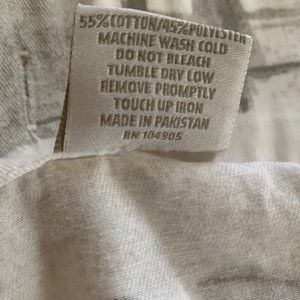 55%COTTON/45%POLYESTER
MACHINE WASH COLD
DO NOT BLEACH
TUMBLE DRY LOW
REMOVE PROMPTLY
TOUCH UP IRON
MADE IN PAKISTAN
RN 104905